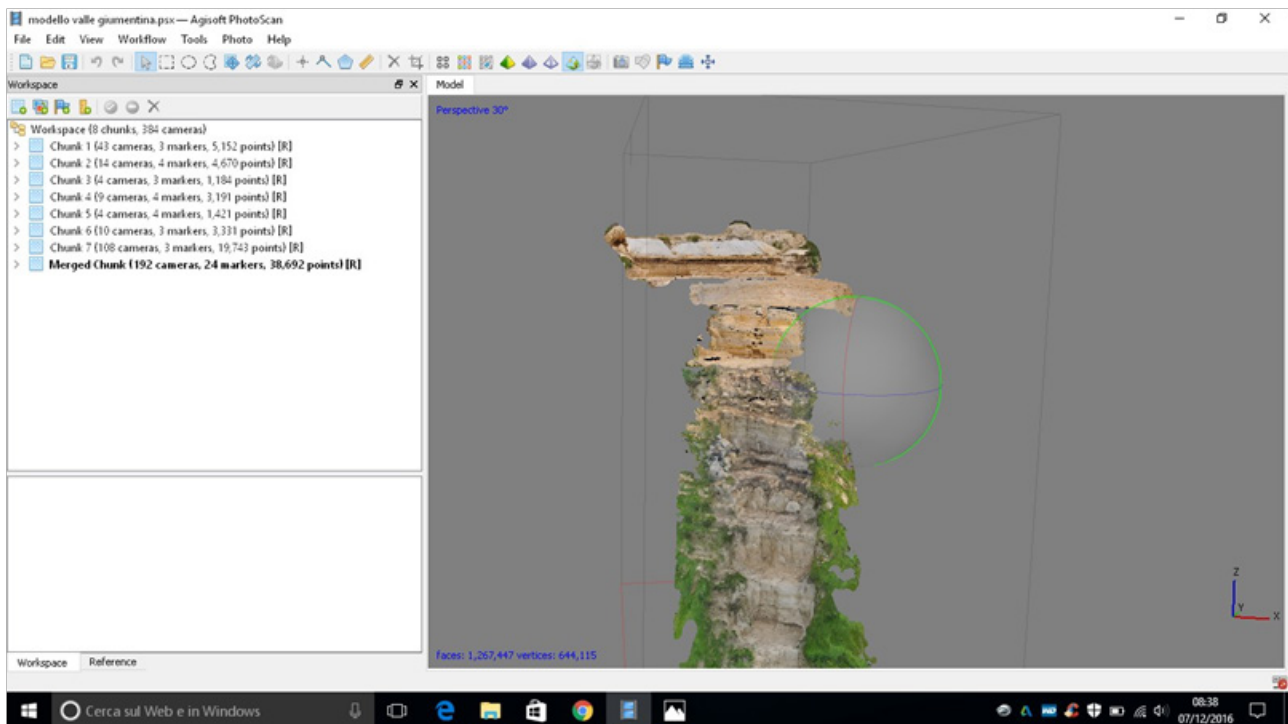 modello valle giumentina.psx — Agisoft PhotoScan
File Edit View Workflow Tools Photo Help
Workspace
Model
Perspective 30°
Workspace (8 chunks, 384 cameras)
Chunk 1 (43 cameras, 3 markers, 5,152 points) [R]
Chunk 2 (14 cameras, 4 markers, 4,670 points) [R]
Chunk 3 (4 cameras, 3 markers, 1,184 points) [R]
Chunk 4 (9 cameras, 4 markers, 3,191 points) [R]
Chunk 5 (4 cameras, 4 markers, 1,421 points) [R]
Chunk 6 (10 cameras, 3 markers, 3,331 points) [R]
Chunk 7 (108 cameras, 3 markers, 19,743 points) [R]
Merged Chunk (192 cameras, 24 markers, 38,692 points) [R]
Z
Y
X
faces: 1,267,447 vertices: 644,115
Workspace Reference
Cerca sul Web e in Windows
08:38
07/12/2016